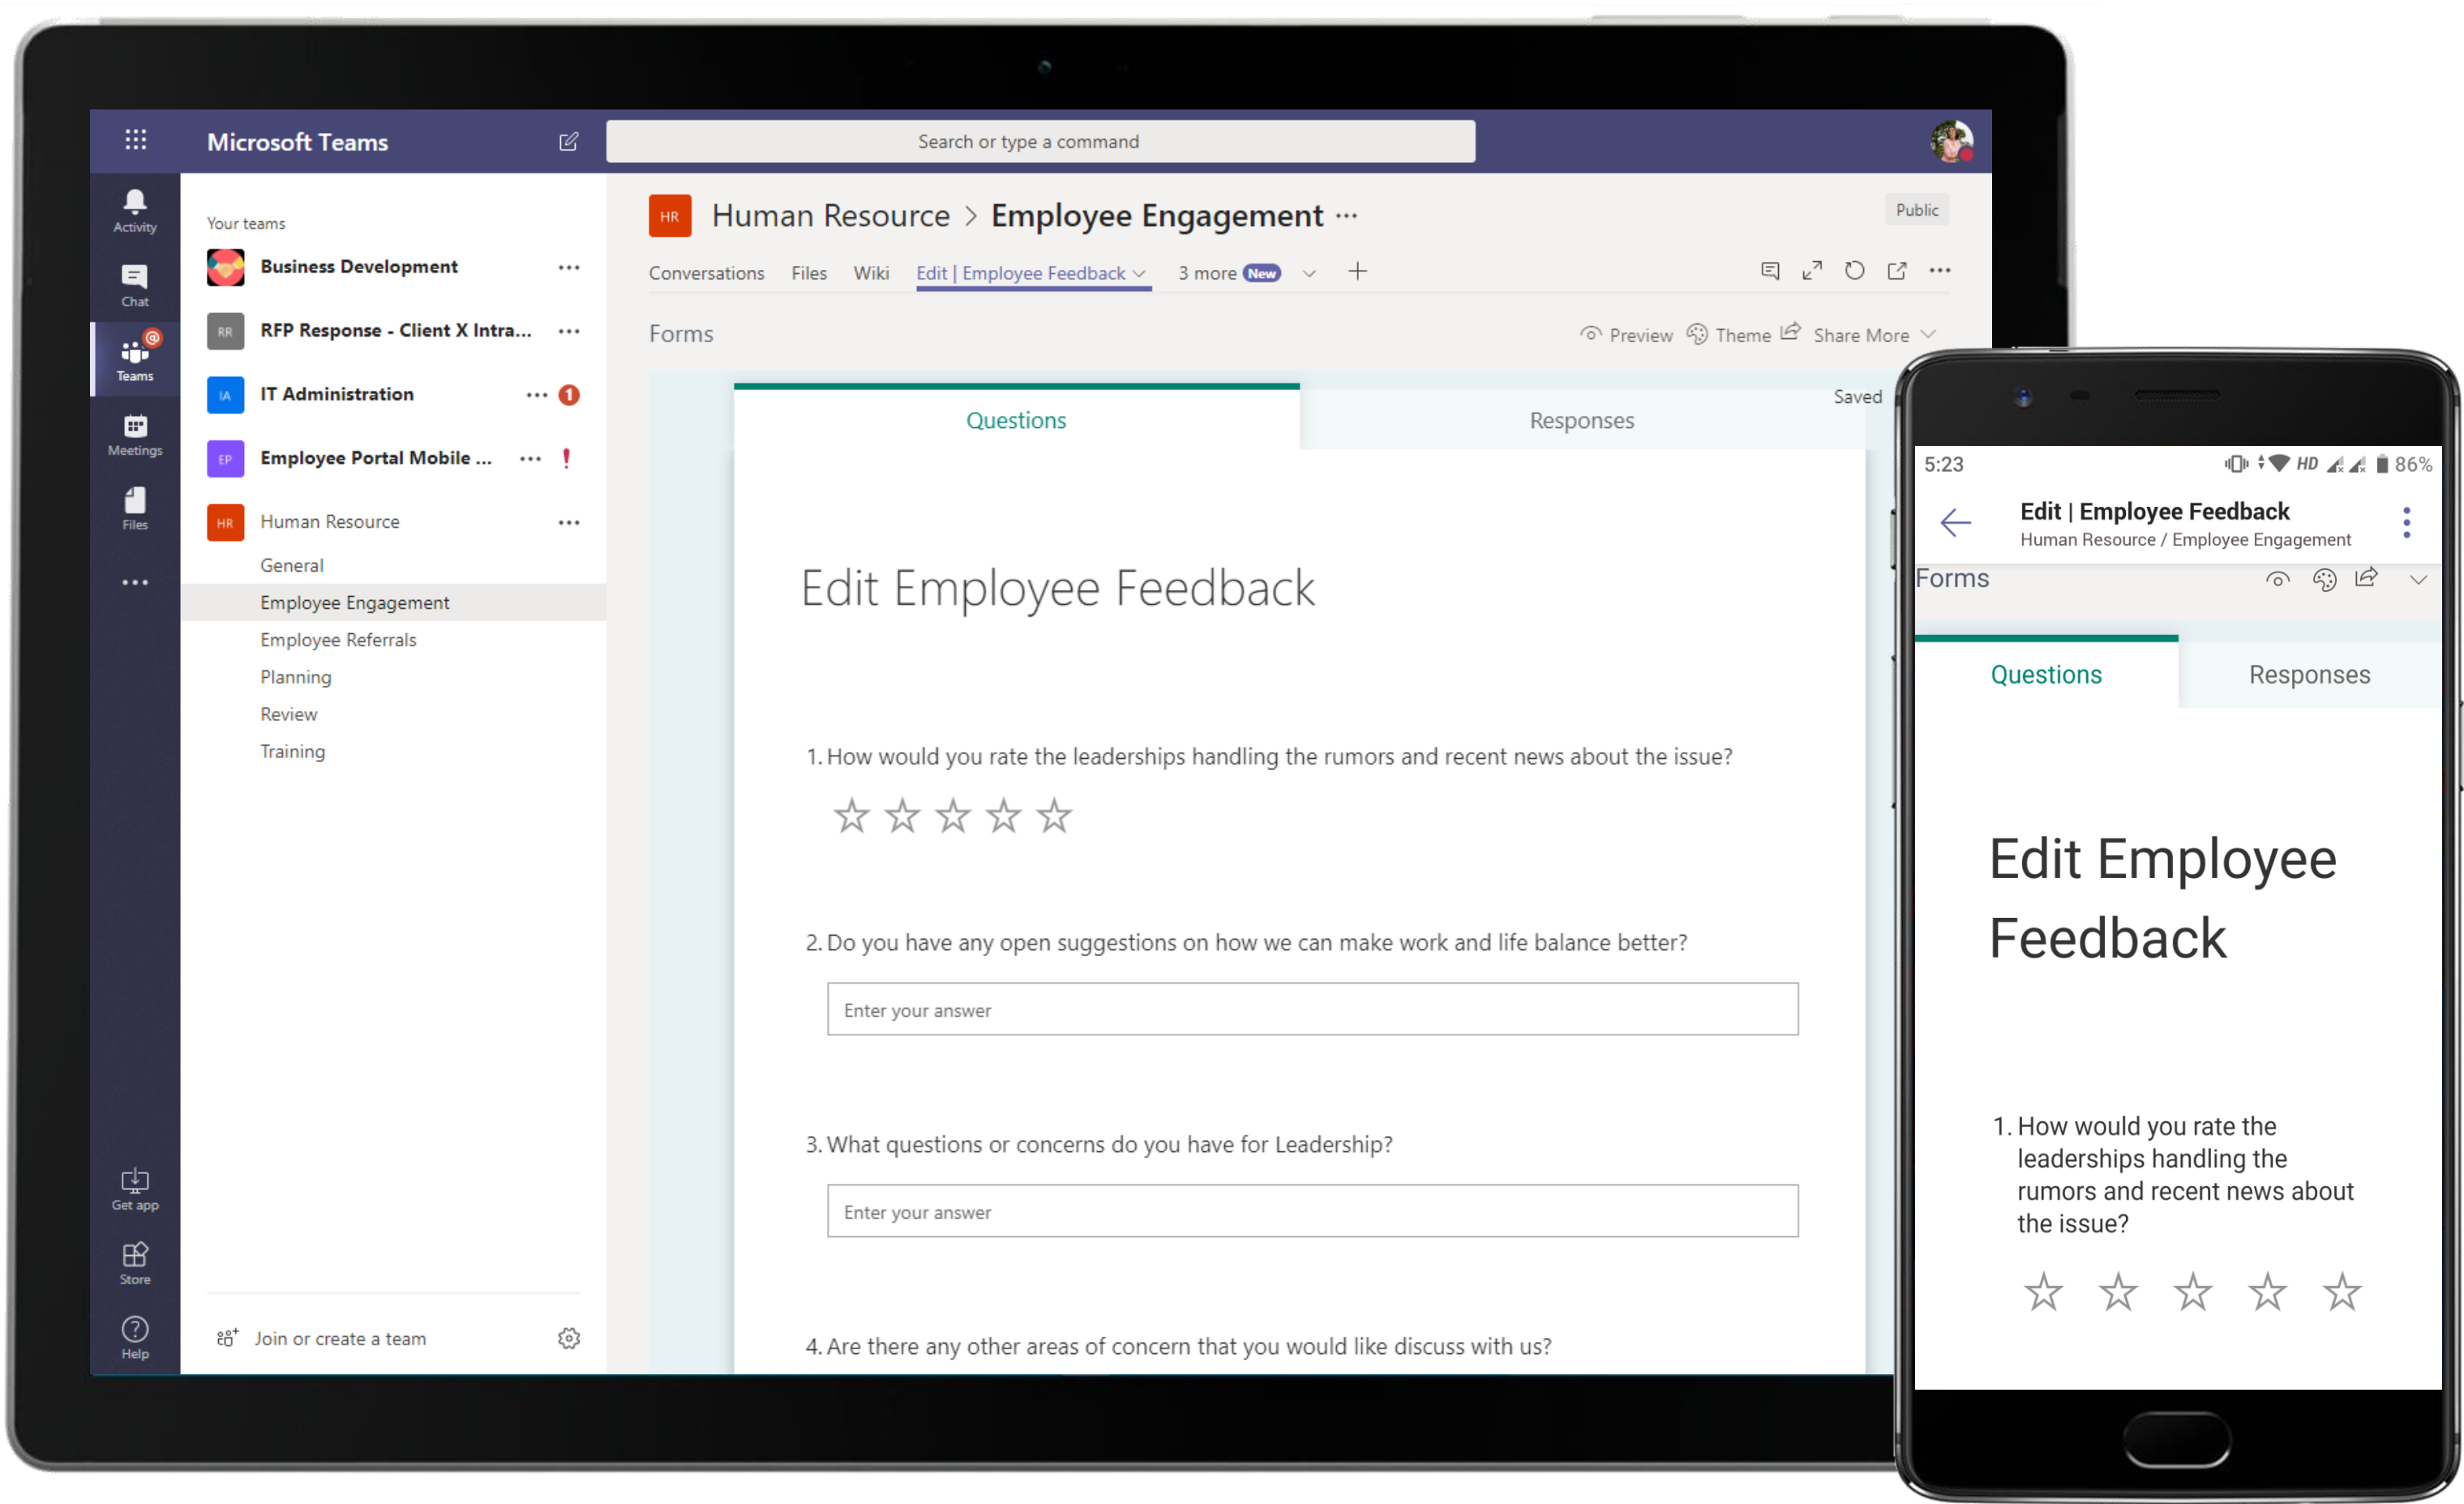 Microsoft Teams
Search or type a command
Activity
Chat
Teams
Meetings
Files
Get app
Store
Help
Your teams
Business Development
RR
RFP Response - Client X Intra...
IA
IT Administration
1
EP
Employee Portal Mobile ...
!
HR
Human Resource
General
Employee Engagement
Employee Referrals
Planning
Review
Training
Join or create a team
HR
Human Resource > Employee Engagement ...
Public
Conversations Files Wiki Edit | Employee Feedback 3 more New +
Forms
Preview Theme Share More
Saved
Questions Responses
Edit Employee Feedback
1. How would you rate the leaderships handling the rumors and recent news about the issue?
2. Do you have any open suggestions on how we can make work and life balance better?
Enter your answer
3. What questions or concerns do you have for Leadership?
Enter your answer
4. Are there any other areas of concern that you would like discuss with us?
5:23 HD 86%
Edit | Employee Feedback
Human Resource / Employee Engagement
Forms
Questions Responses
Edit Employee
Feedback
1. How would you rate the
leaderships handling the
rumors and recent news about
the issue?